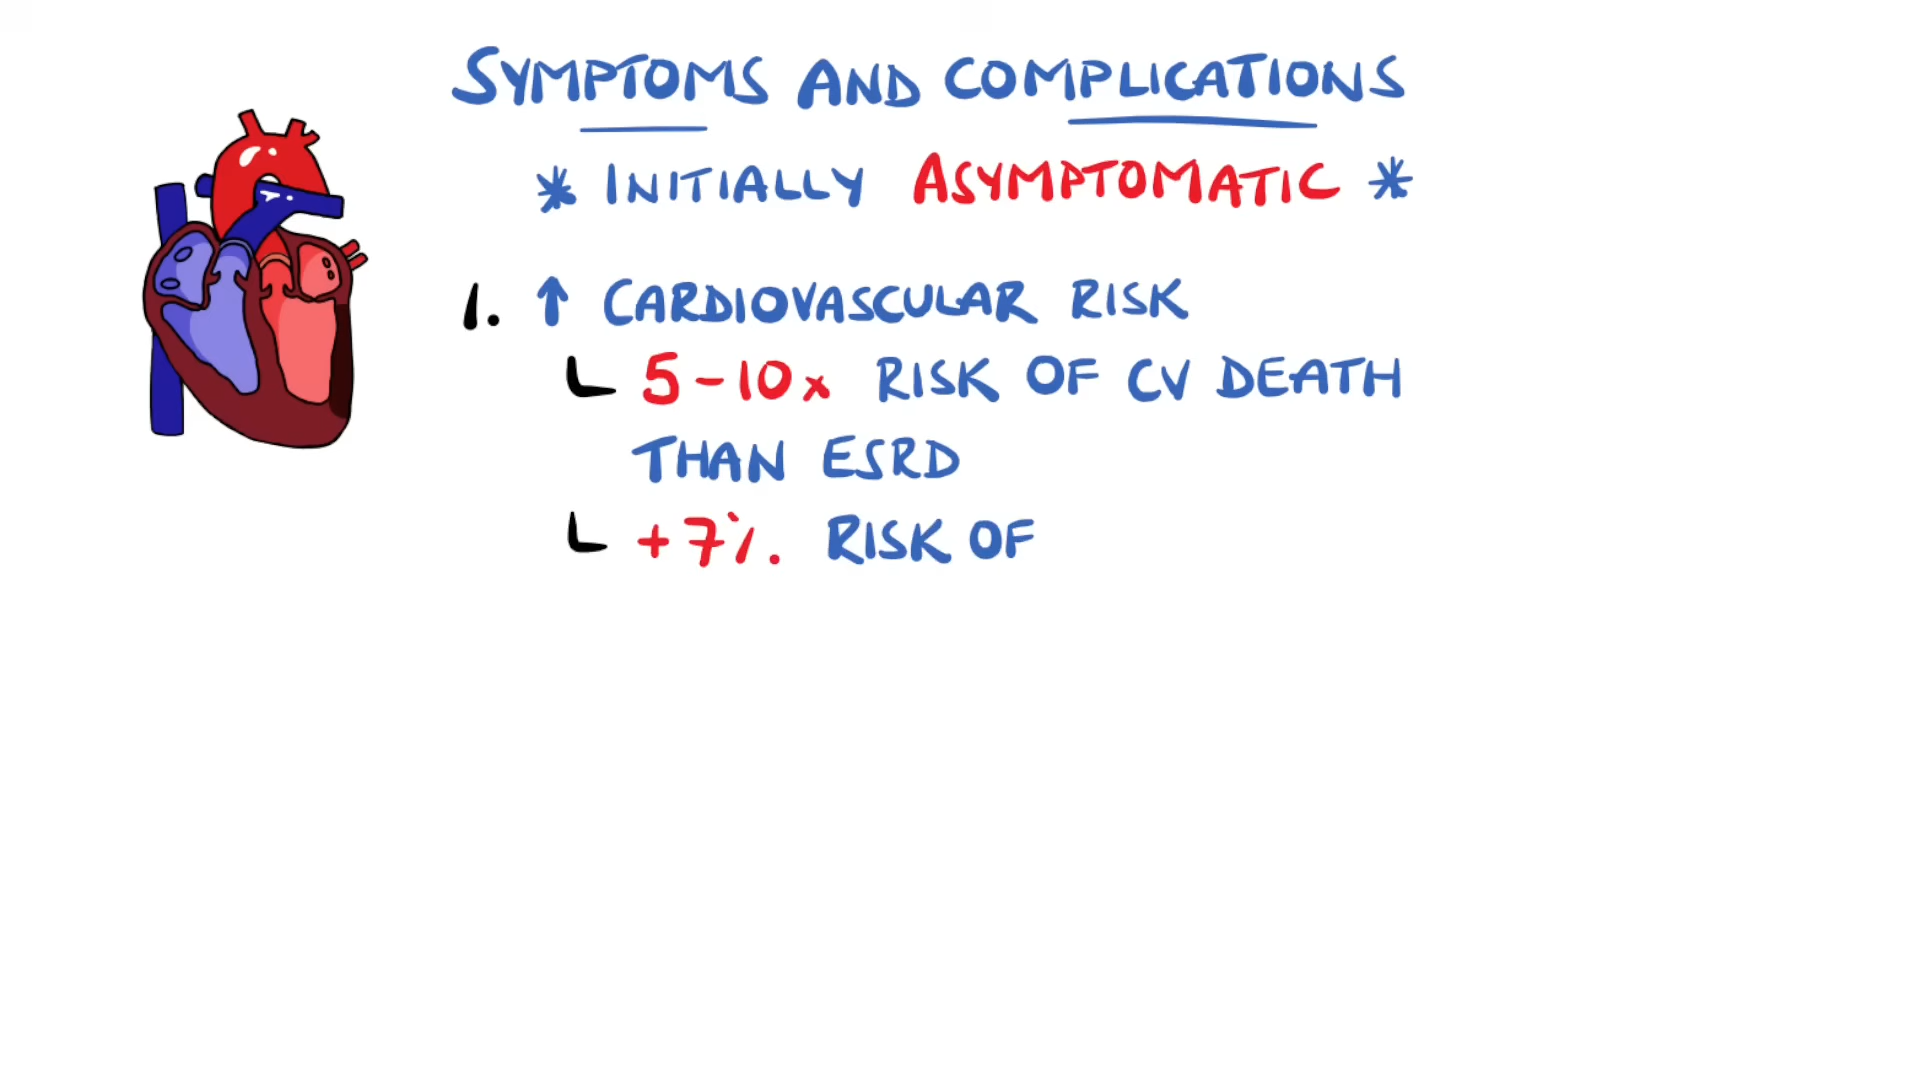 SYMPTOMS AND COMPLICATIONS
* INITIALLY ASYMPTOMATIC *
1. ↑ CARDIOVASCULAR RISK
5-10x RISK OF CV DEATH
THAN ESRD
+7% RISK OF